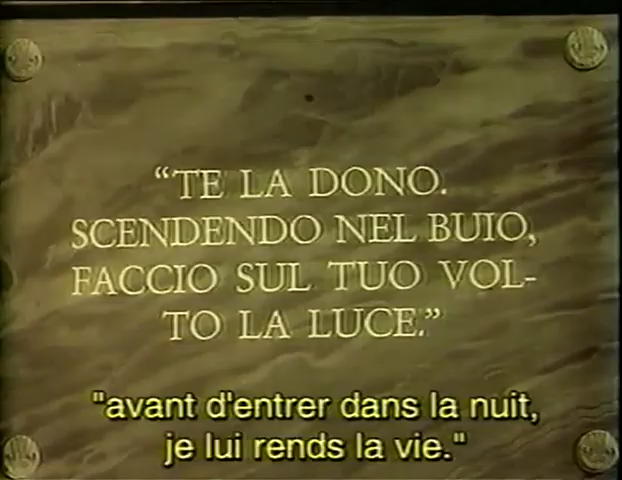 "TE LA DONO.
SCENDENDO NEL BUIO,
FACCIO SUL TUO VOL-
TO LA LUCE."
"avant d'entrer dans la nuit,
je lui rends la vie."